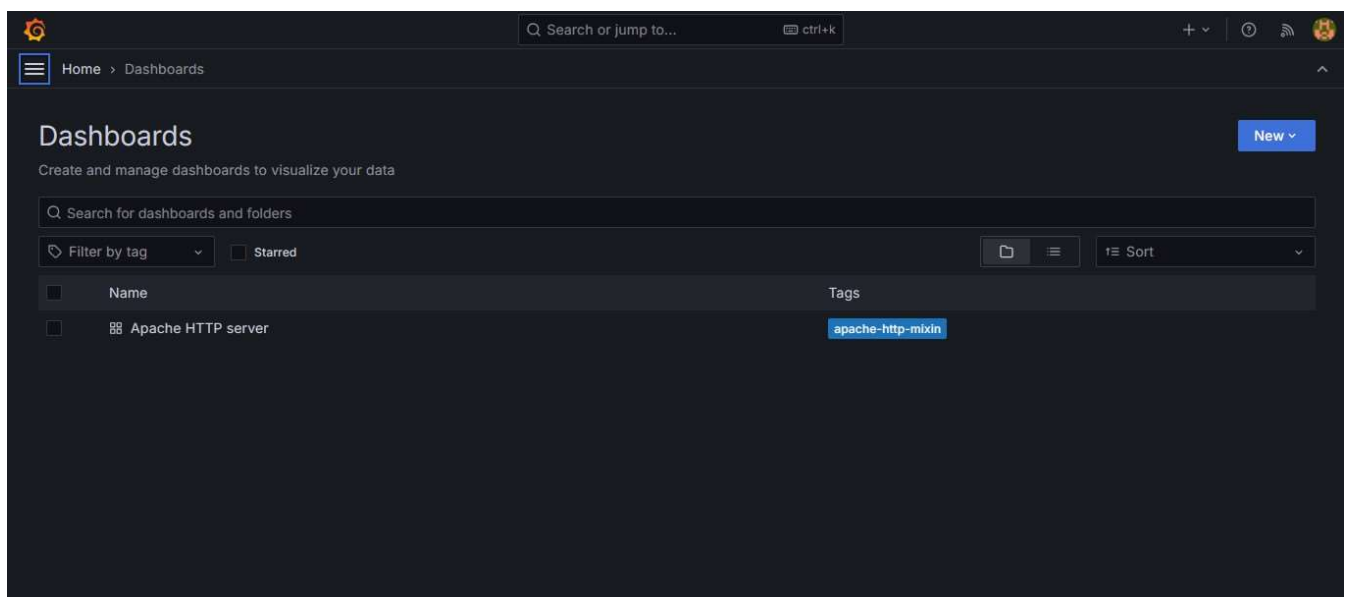 Search or jump to... ctrl+k
Home > Dashboards
Dashboards
New
Create and manage dashboards to visualize your data
Search for dashboards and folders
Filter by tag Starred Sort
Name Tags
Apache HTTP server apache-http-mixin